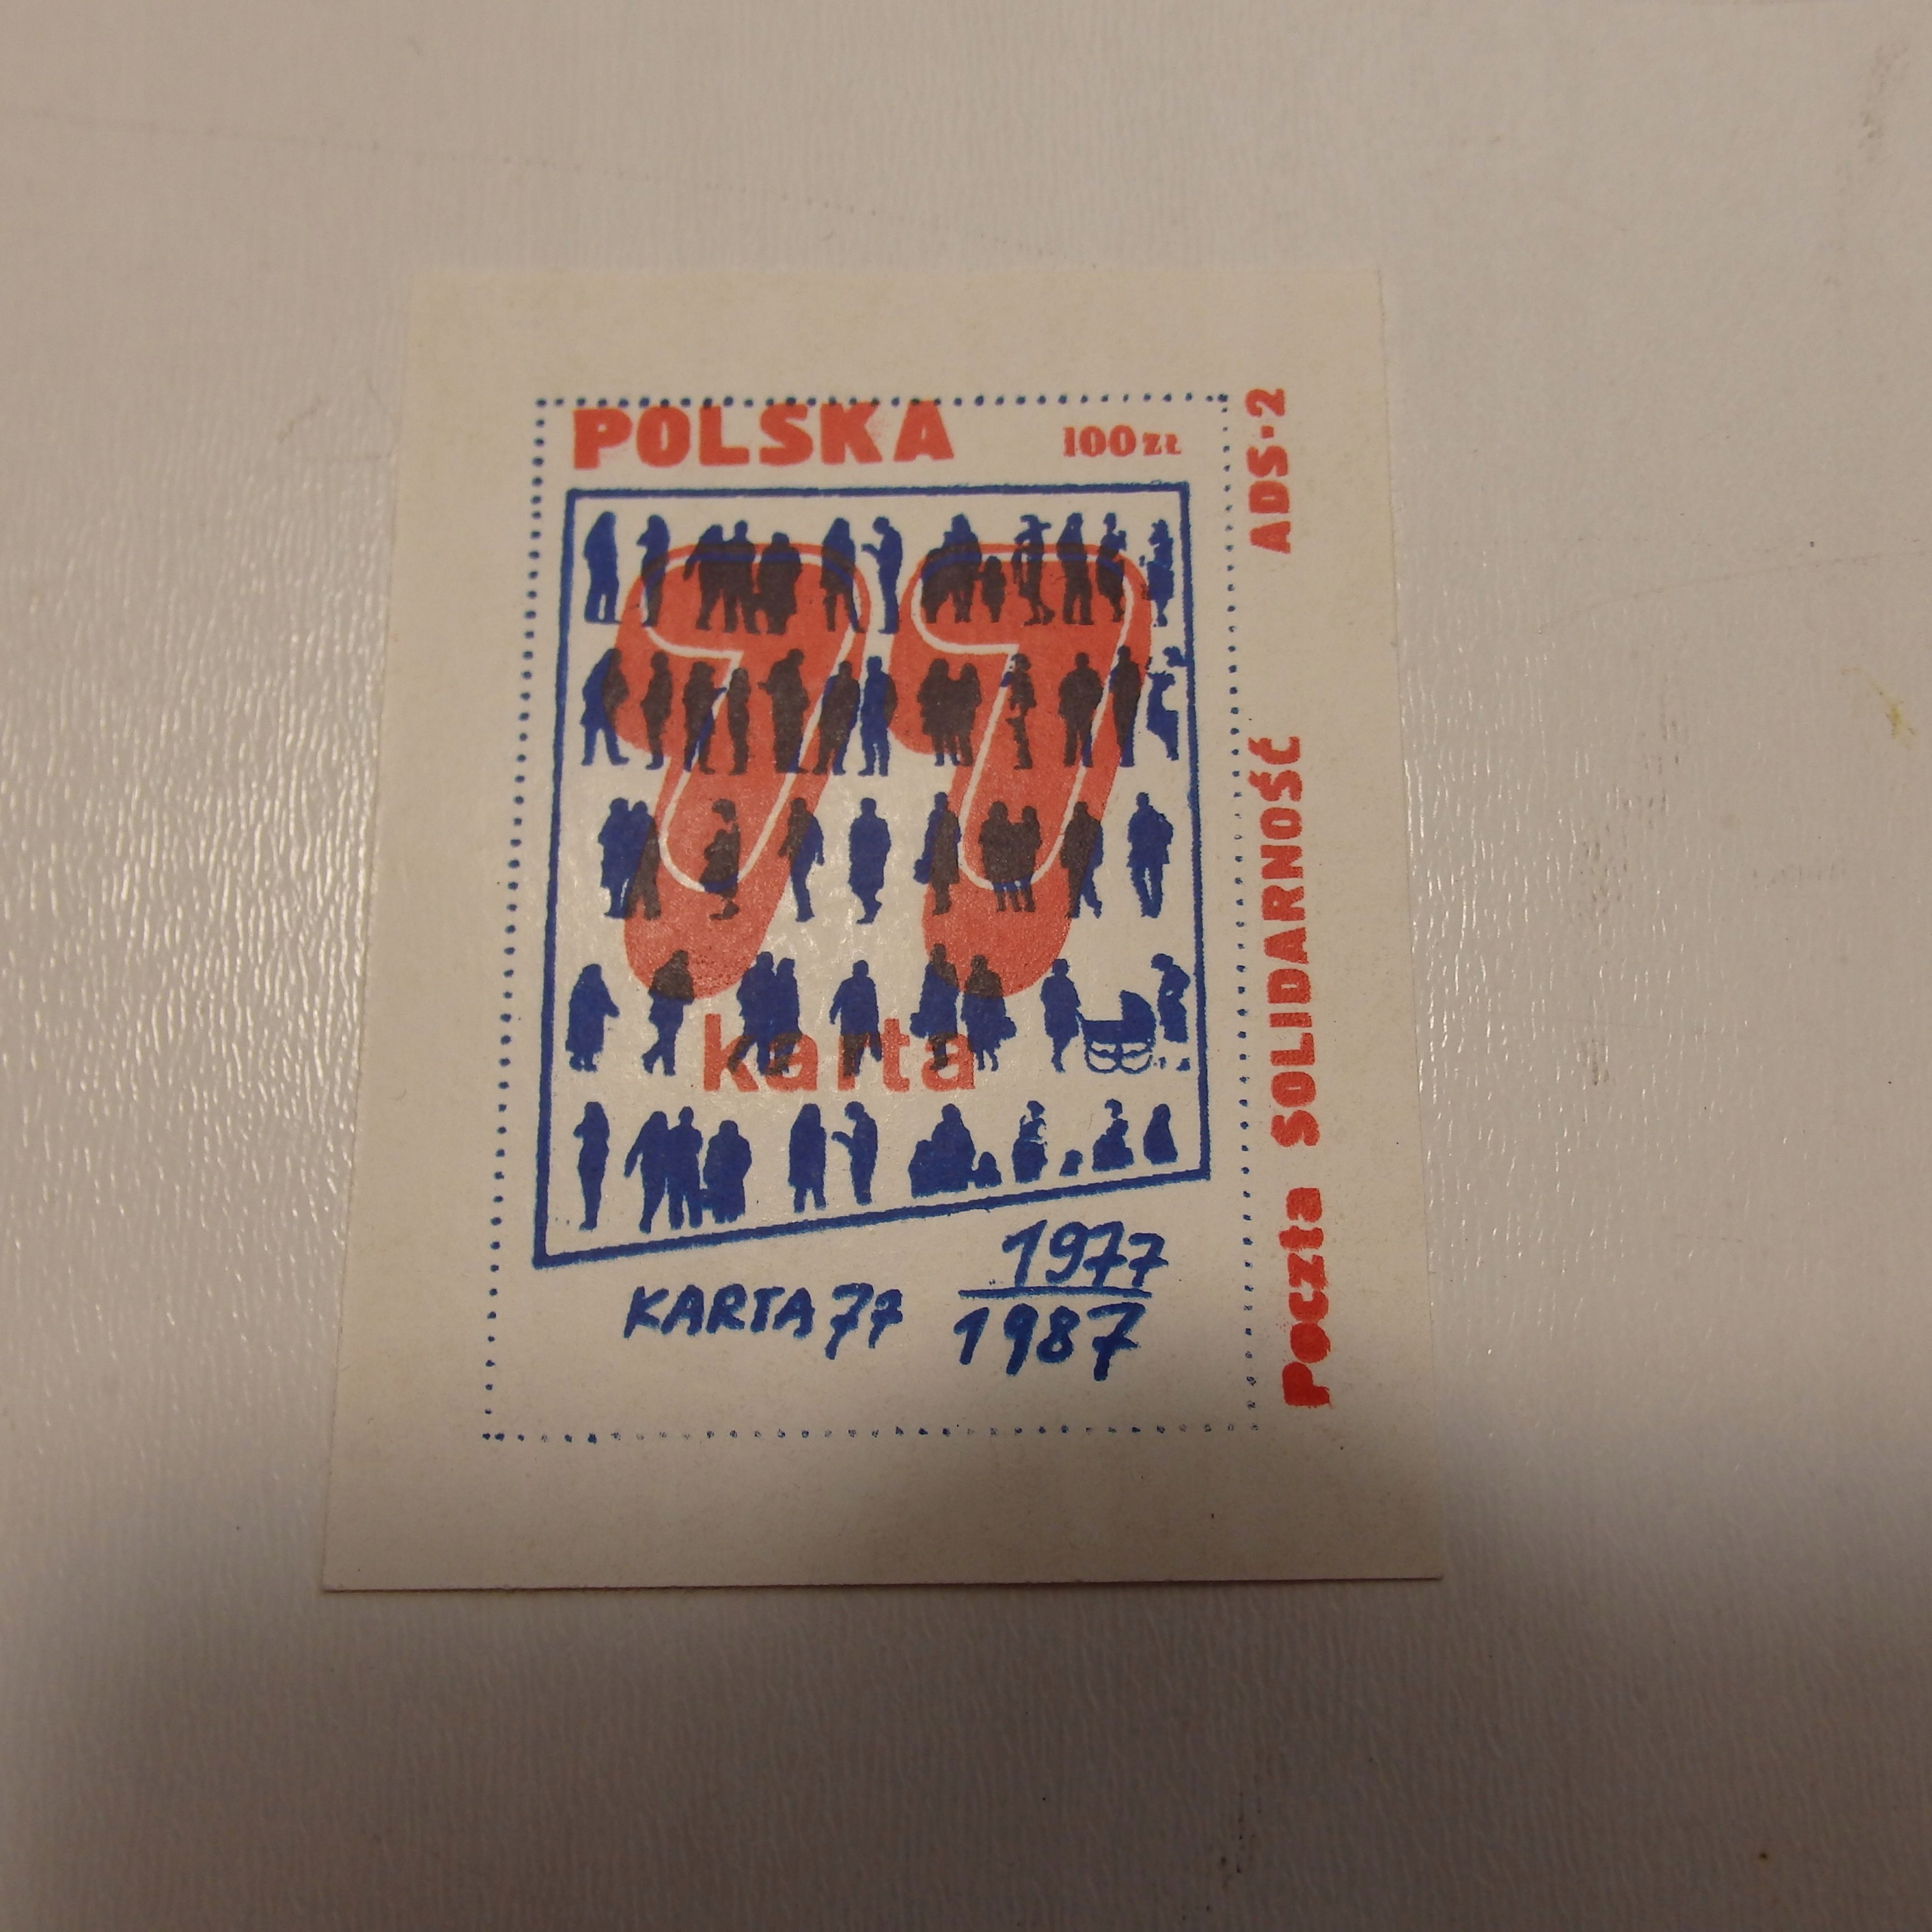 POLSKA
100 zł
77
karta
KARTA 77
1977
1987
Poczta SOLIDARNOŚĆ ADS·2